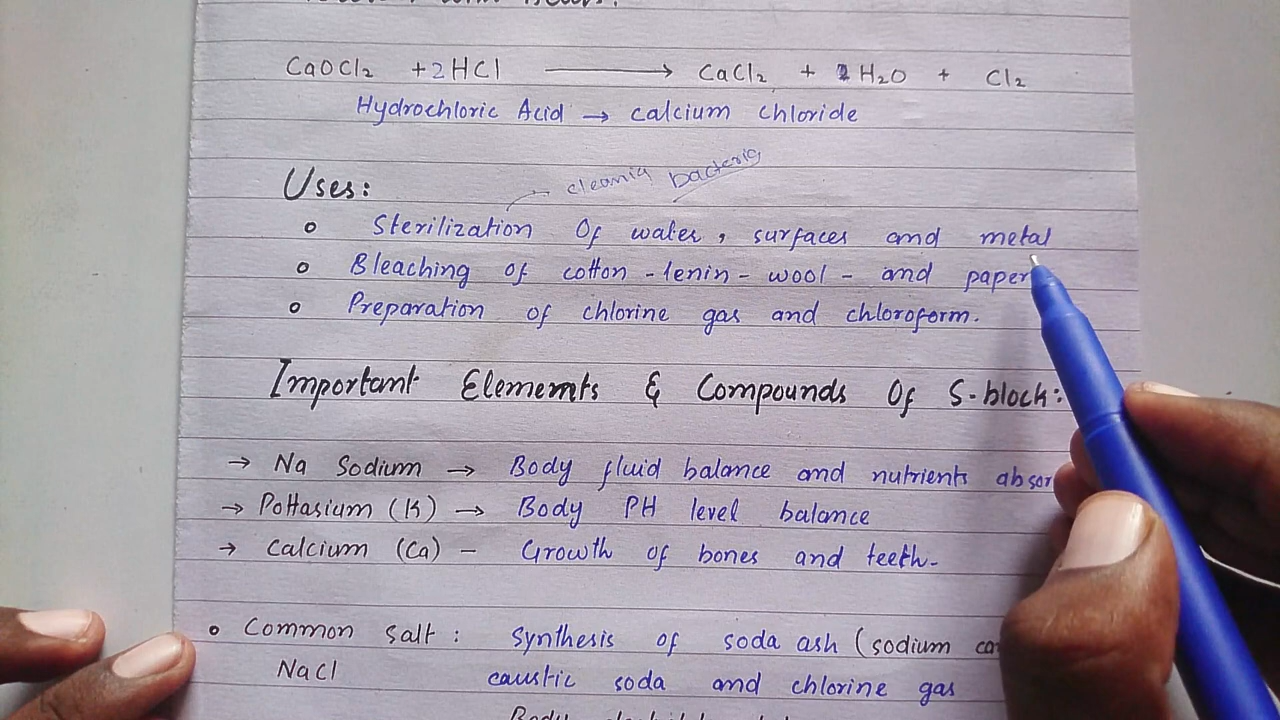 CaOCl2 +2HCl ⟶ CaCl2 + H2O + Cl2
Hydrochloric Acid → calcium chloride
Uses:
→ cleanig bacteria
o Sterilization Of water, surfaces and metal
o Bleaching of cotton - lenin - wool - and paper
o Preparation of chlorine gas and chloroform.
Important Elememts & Compounds Of S-block:
→ Na Sodium → Body fluid balance and nutrients absor
→ Pottasium (K) → Body PH level balance
→ Calcium (Ca) - Growth of bones and teeth-
o Common salt: synthesis of soda ash (sodium ca
NaCl caustic soda and chlorine gas